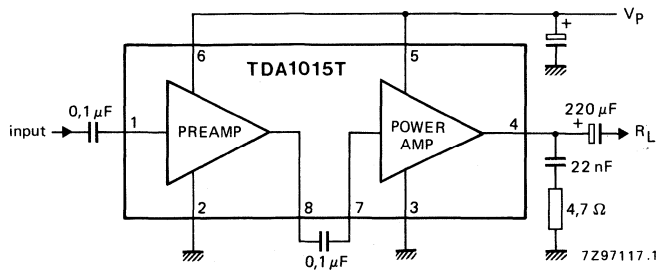 V_P
+
6
5
TDA1015T
0,1 µF
220 µF
input
1
PREAMP
POWER
AMP
4
+
R_L
22 nF
2
8
7
3
4,7 Ω
0,1 µF
7Z97117.1